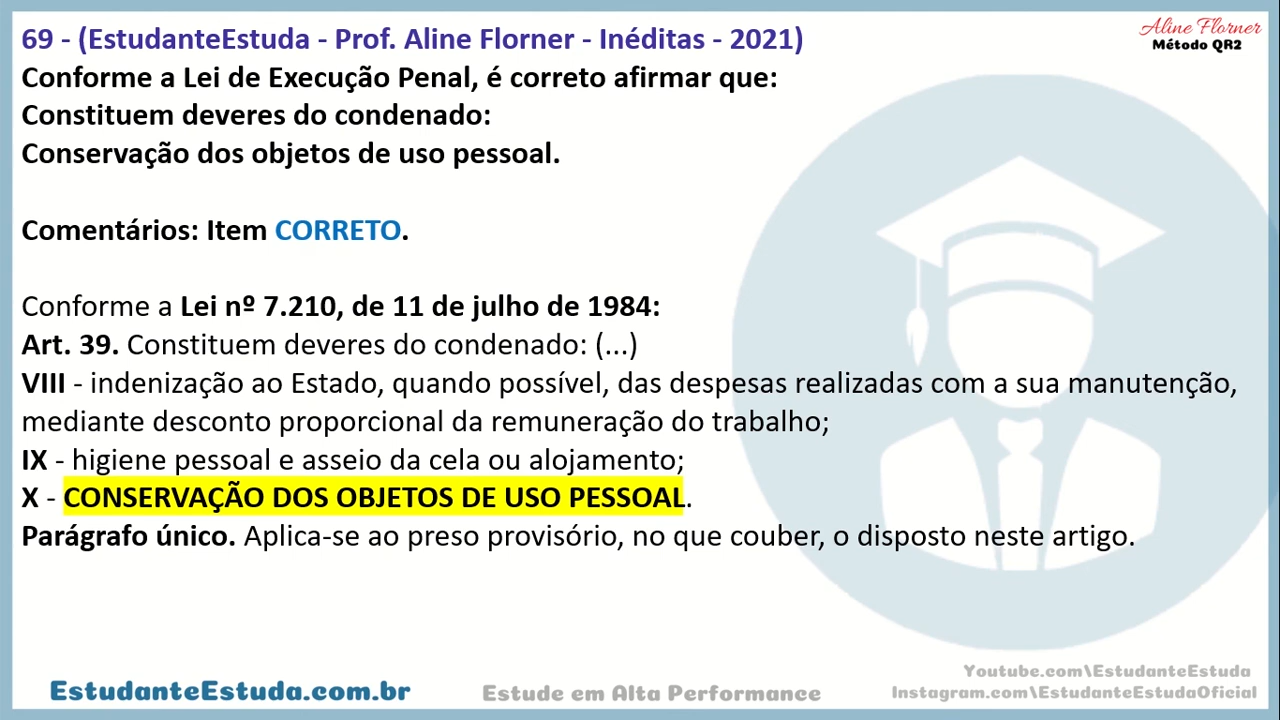 69 - (EstudanteEstuda - Prof. Aline Florner - Inéditas - 2021)
Aline Florner
Método QR2
Conforme a Lei de Execução Penal, é correto afirmar que:
Constituem deveres do condenado:
Conservação dos objetos de uso pessoal.
Comentários: Item CORRETO.
Conforme a Lei nº 7.210, de 11 de julho de 1984:
Art. 39. Constituem deveres do condenado: (...)
VIII - indenização ao Estado, quando possível, das despesas realizadas com a sua manutenção,
mediante desconto proporcional da remuneração do trabalho;
IX - higiene pessoal e asseio da cela ou alojamento;
X - CONSERVAÇÃO DOS OBJETOS DE USO PESSOAL.
Parágrafo único. Aplica-se ao preso provisório, no que couber, o disposto neste artigo.
EstudanteEstuda.com.br
Estude em Alta Performance
Youtube.com\EstudanteEstuda
Instagram.com\EstudanteEstudaOficial